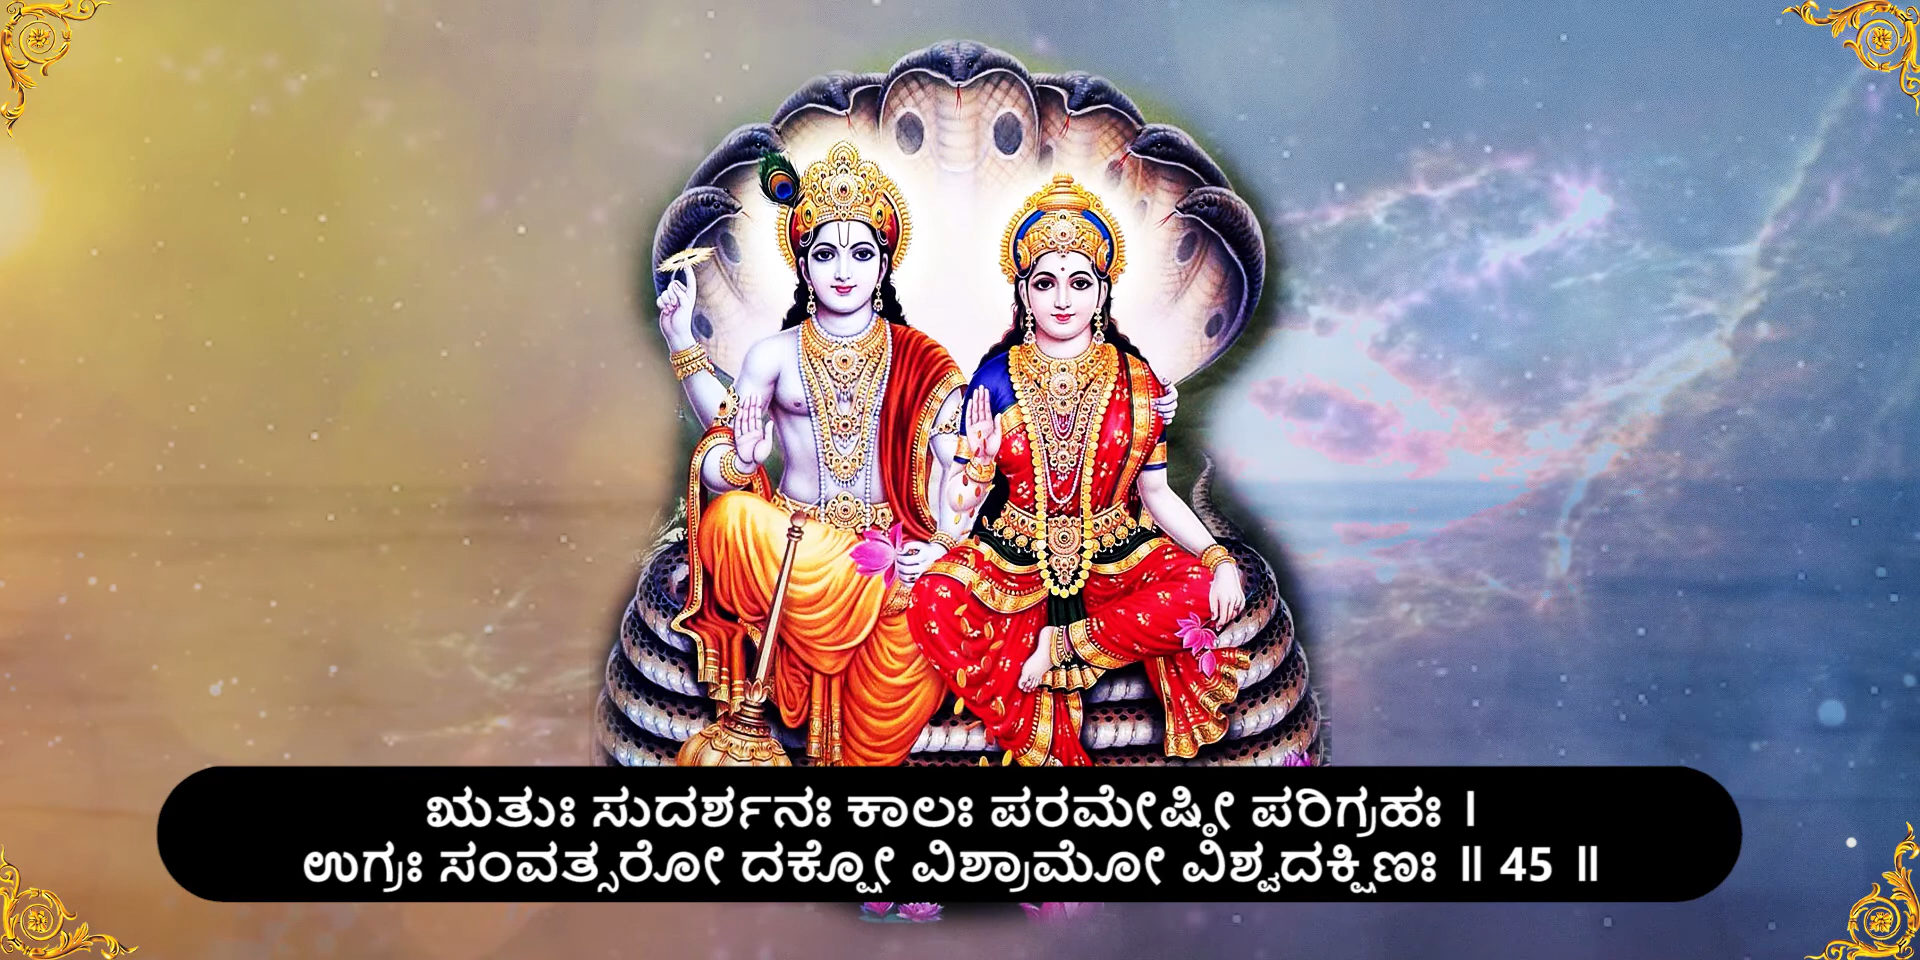 ಋತುಃ ಸುದರ್ಶನಃ ಕಾಲಃ ಪರಮೇಷ್ಠೀ ಪರಿಗ್ರಹಃ ।
ಉಗ್ರಃ ಸಂವತ್ಸರೋ ದಕ್ಷೋ ವಿಶ್ರಾಮೋ ವಿಶ್ವದಕ್ಷಿಣಃ ॥ 45 ॥